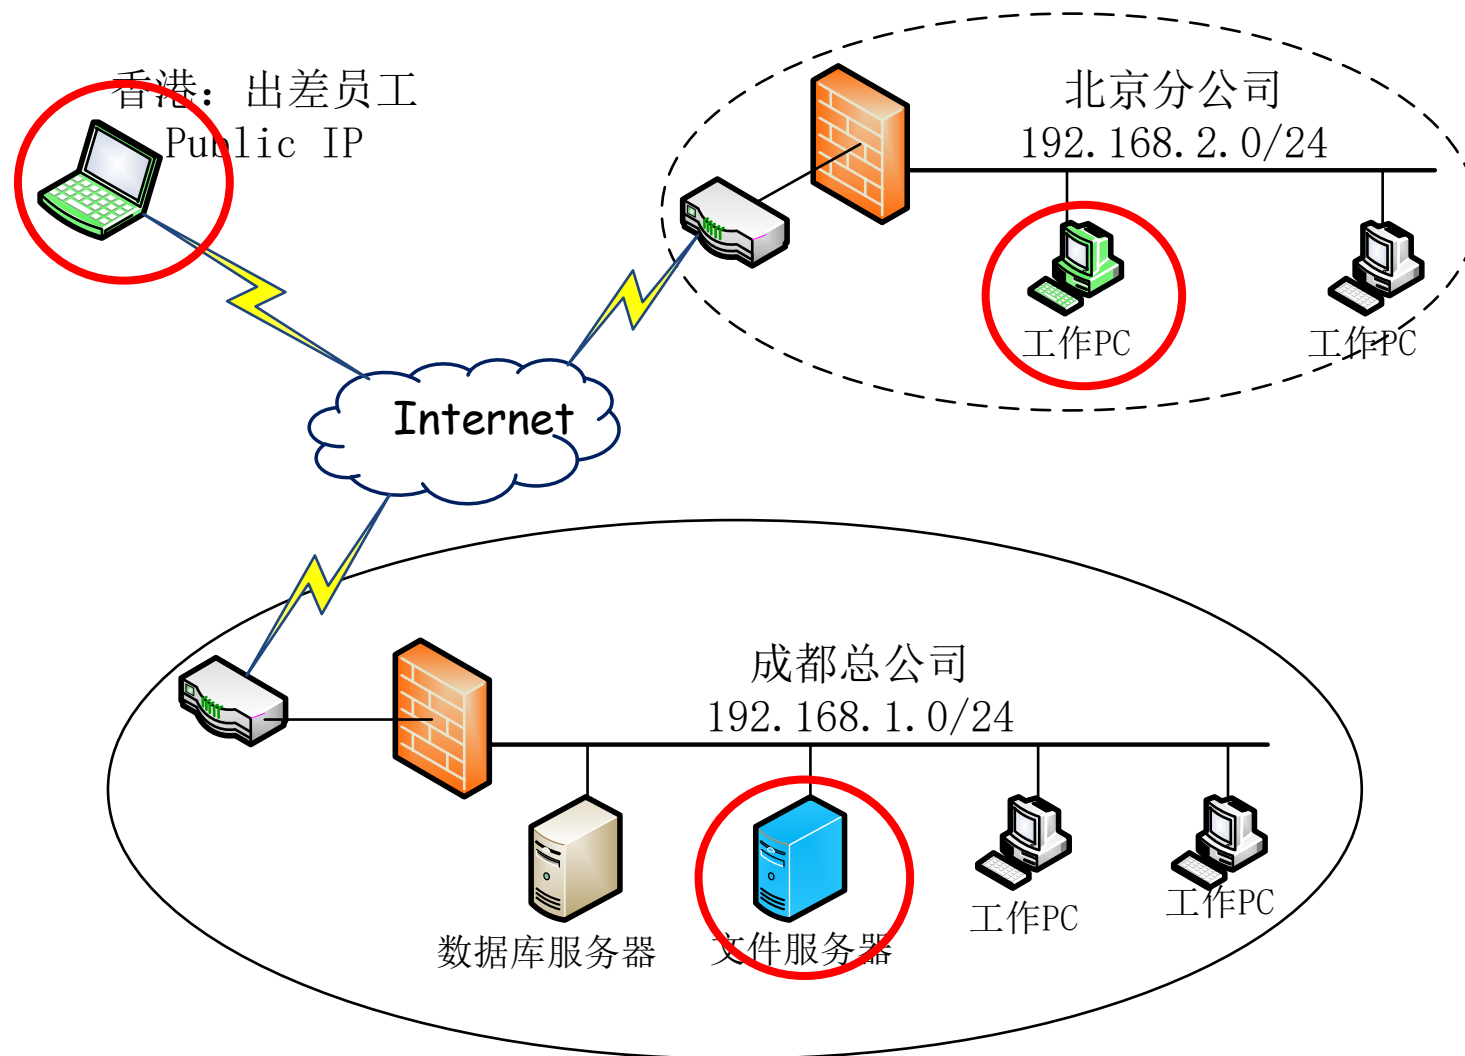 香港：出差员工
Public IP
北京分公司
192.168.2.0/24
工作PC
工作PC
Internet
成都总公司
192.168.1.0/24
数据库服务器
文件服务器
工作PC
工作PC